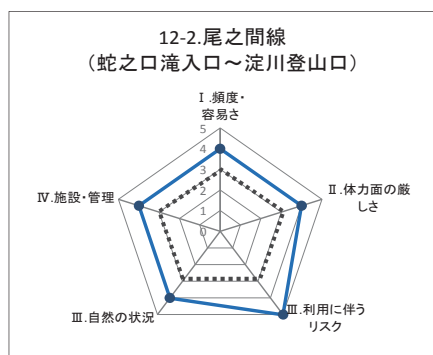 12-2.尾之間線
（蛇之口滝入口～淀川登山口）
Ⅰ.頻度・
容易さ
5
4
3
2
1
0
Ⅱ.体力面の厳
しさ
Ⅳ.施設・管理
Ⅲ.自然の状況
Ⅲ.利用に伴う
リスク